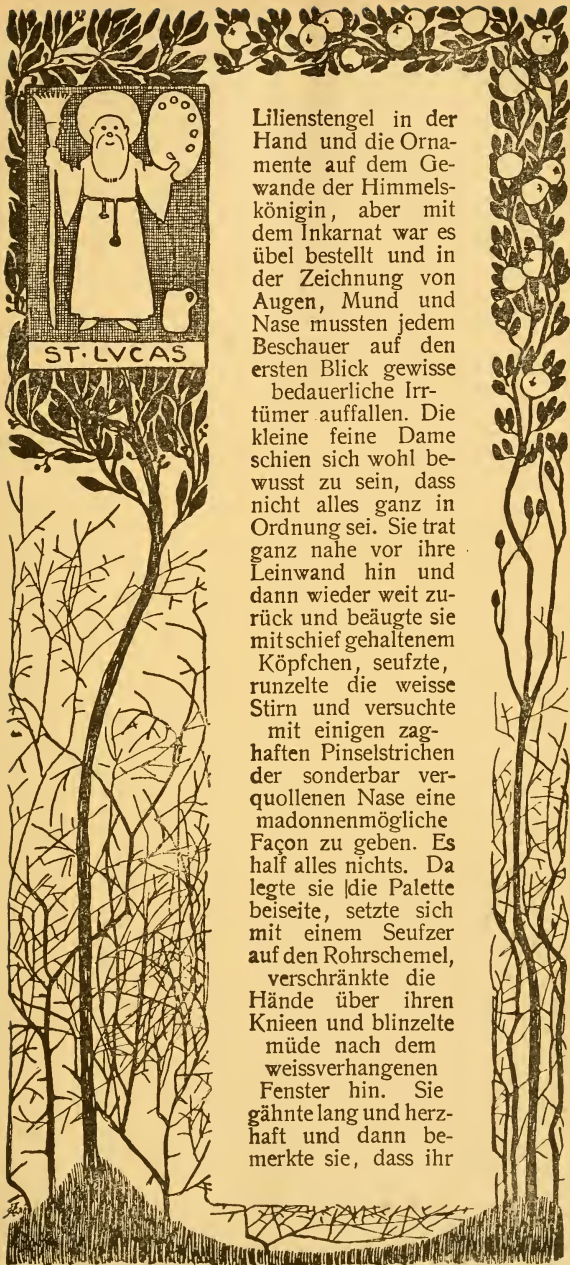 ST·LVCAS
Lilienstengel in der
Hand und die Orna-
mente auf dem Ge-
wande der Himmels-
königin, aber mit
dem Inkarnat war es
übel bestellt und in
der Zeichnung von
Augen, Mund und
Nase mussten jedem
Beschauer auf den
ersten Blick gewisse
bedauerliche Irr-
tümer auffallen. Die
kleine feine Dame
schien sich wohl be-
wusst zu sein, dass
nicht alles ganz in
Ordnung sei. Sie trat
ganz nahe vor ihre
Leinwand hin und
dann wieder weit zu-
rück und beäugte sie
mit schief gehaltenem
Köpfchen, seufzte,
runzelte die weisse
Stirn und versuchte
mit einigen zag-
haften Pinselstrichen
der sonderbar ver-
quollenen Nase eine
madonnenmögliche
Façon zu geben. Es
half alles nichts. Da
legte sie |die Palette
beiseite, setzte sich
mit einem Seufzer
auf den Rohrschemel,
verschränkte die
Hände über ihren
Knieen und blinzelte
müde nach dem
weissverhangenen
Fenster hin. Sie
gähnte lang und herz-
haft und dann be-
merkte sie, dass ihr